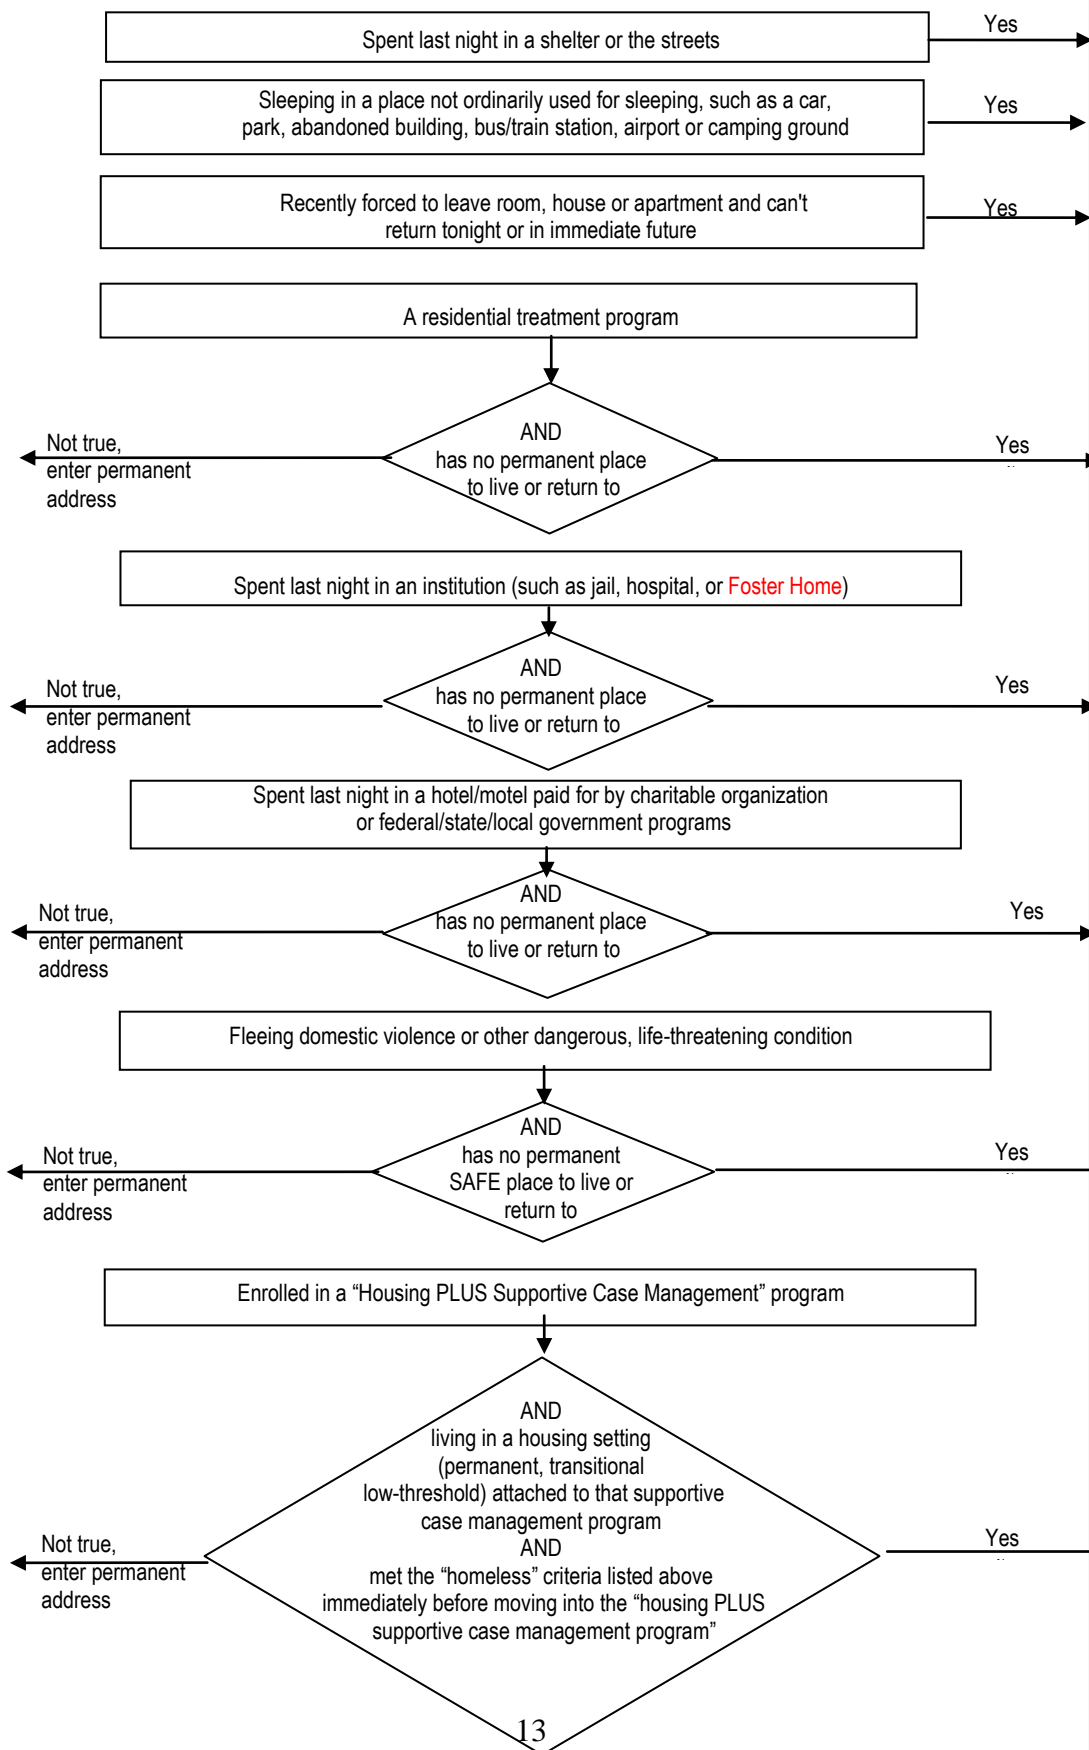 Spent last night in a shelter or the streets
Yes
Sleeping in a place not ordinarily used for sleeping, such as a car,
park, abandoned building, bus/train station, airport or camping ground
Yes
Recently forced to leave room, house or apartment and can't
return tonight or in immediate future
Yes
A residential treatment program
AND
has no permanent place
to live or return to
Not true,
enter permanent
address
Yes
Spent last night in an institution (such as jail, hospital, or Foster Home)
AND
has no permanent place
to live or return to
Not true,
enter permanent
address
Yes
Spent last night in a hotel/motel paid for by charitable organization
or federal/state/local government programs
AND
has no permanent place
to live or return to
Not true,
enter permanent
address
Yes
Fleeing domestic violence or other dangerous, life-threatening condition
AND
has no permanent
SAFE place to live or
return to
Not true,
enter permanent
address
Yes
Enrolled in a “Housing PLUS Supportive Case Management” program
AND
living in a housing setting
(permanent, transitional
low-threshold) attached to that supportive
case management program
AND
met the “homeless” criteria listed above
immediately before moving into the “housing PLUS
supportive case management program”
Not true,
enter permanent
address
Yes
13